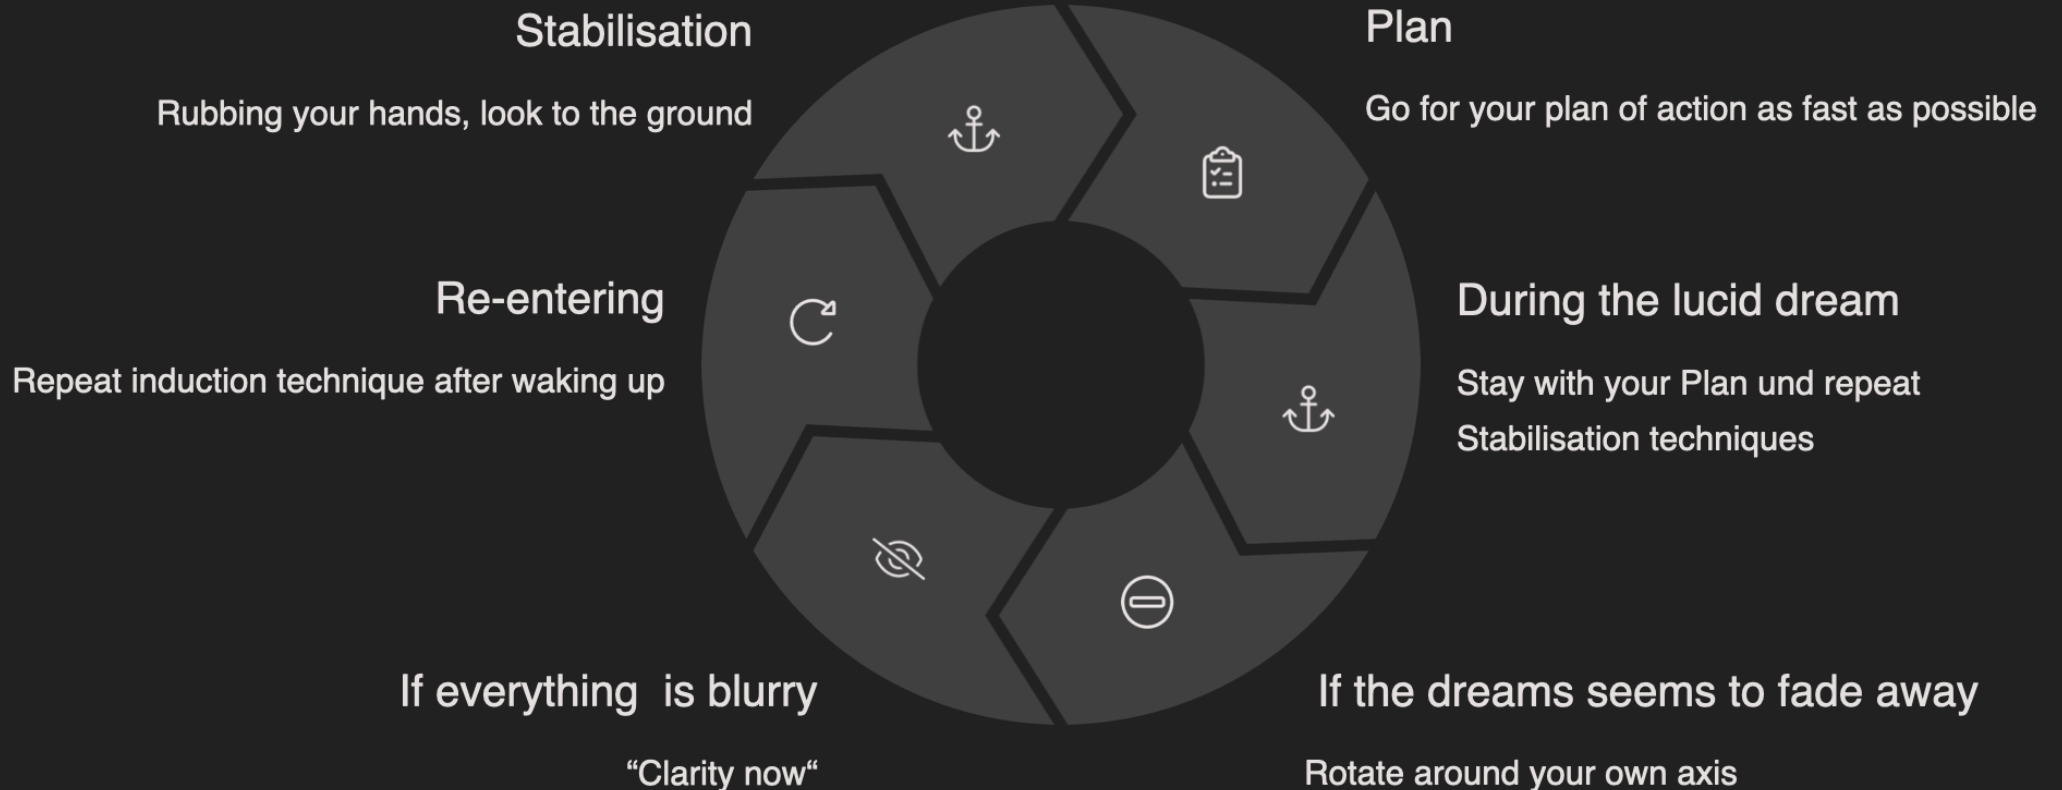 Stabilisation
Rubbing your hands, look to the ground
Plan
Go for your plan of action as fast as possible
During the lucid dream
Stay with your Plan und repeat
Stabilisation techniques
If the dreams seems to fade away
Rotate around your own axis
If everything  is blurry
“Clarity now“
Re-entering
Repeat induction technique after waking up